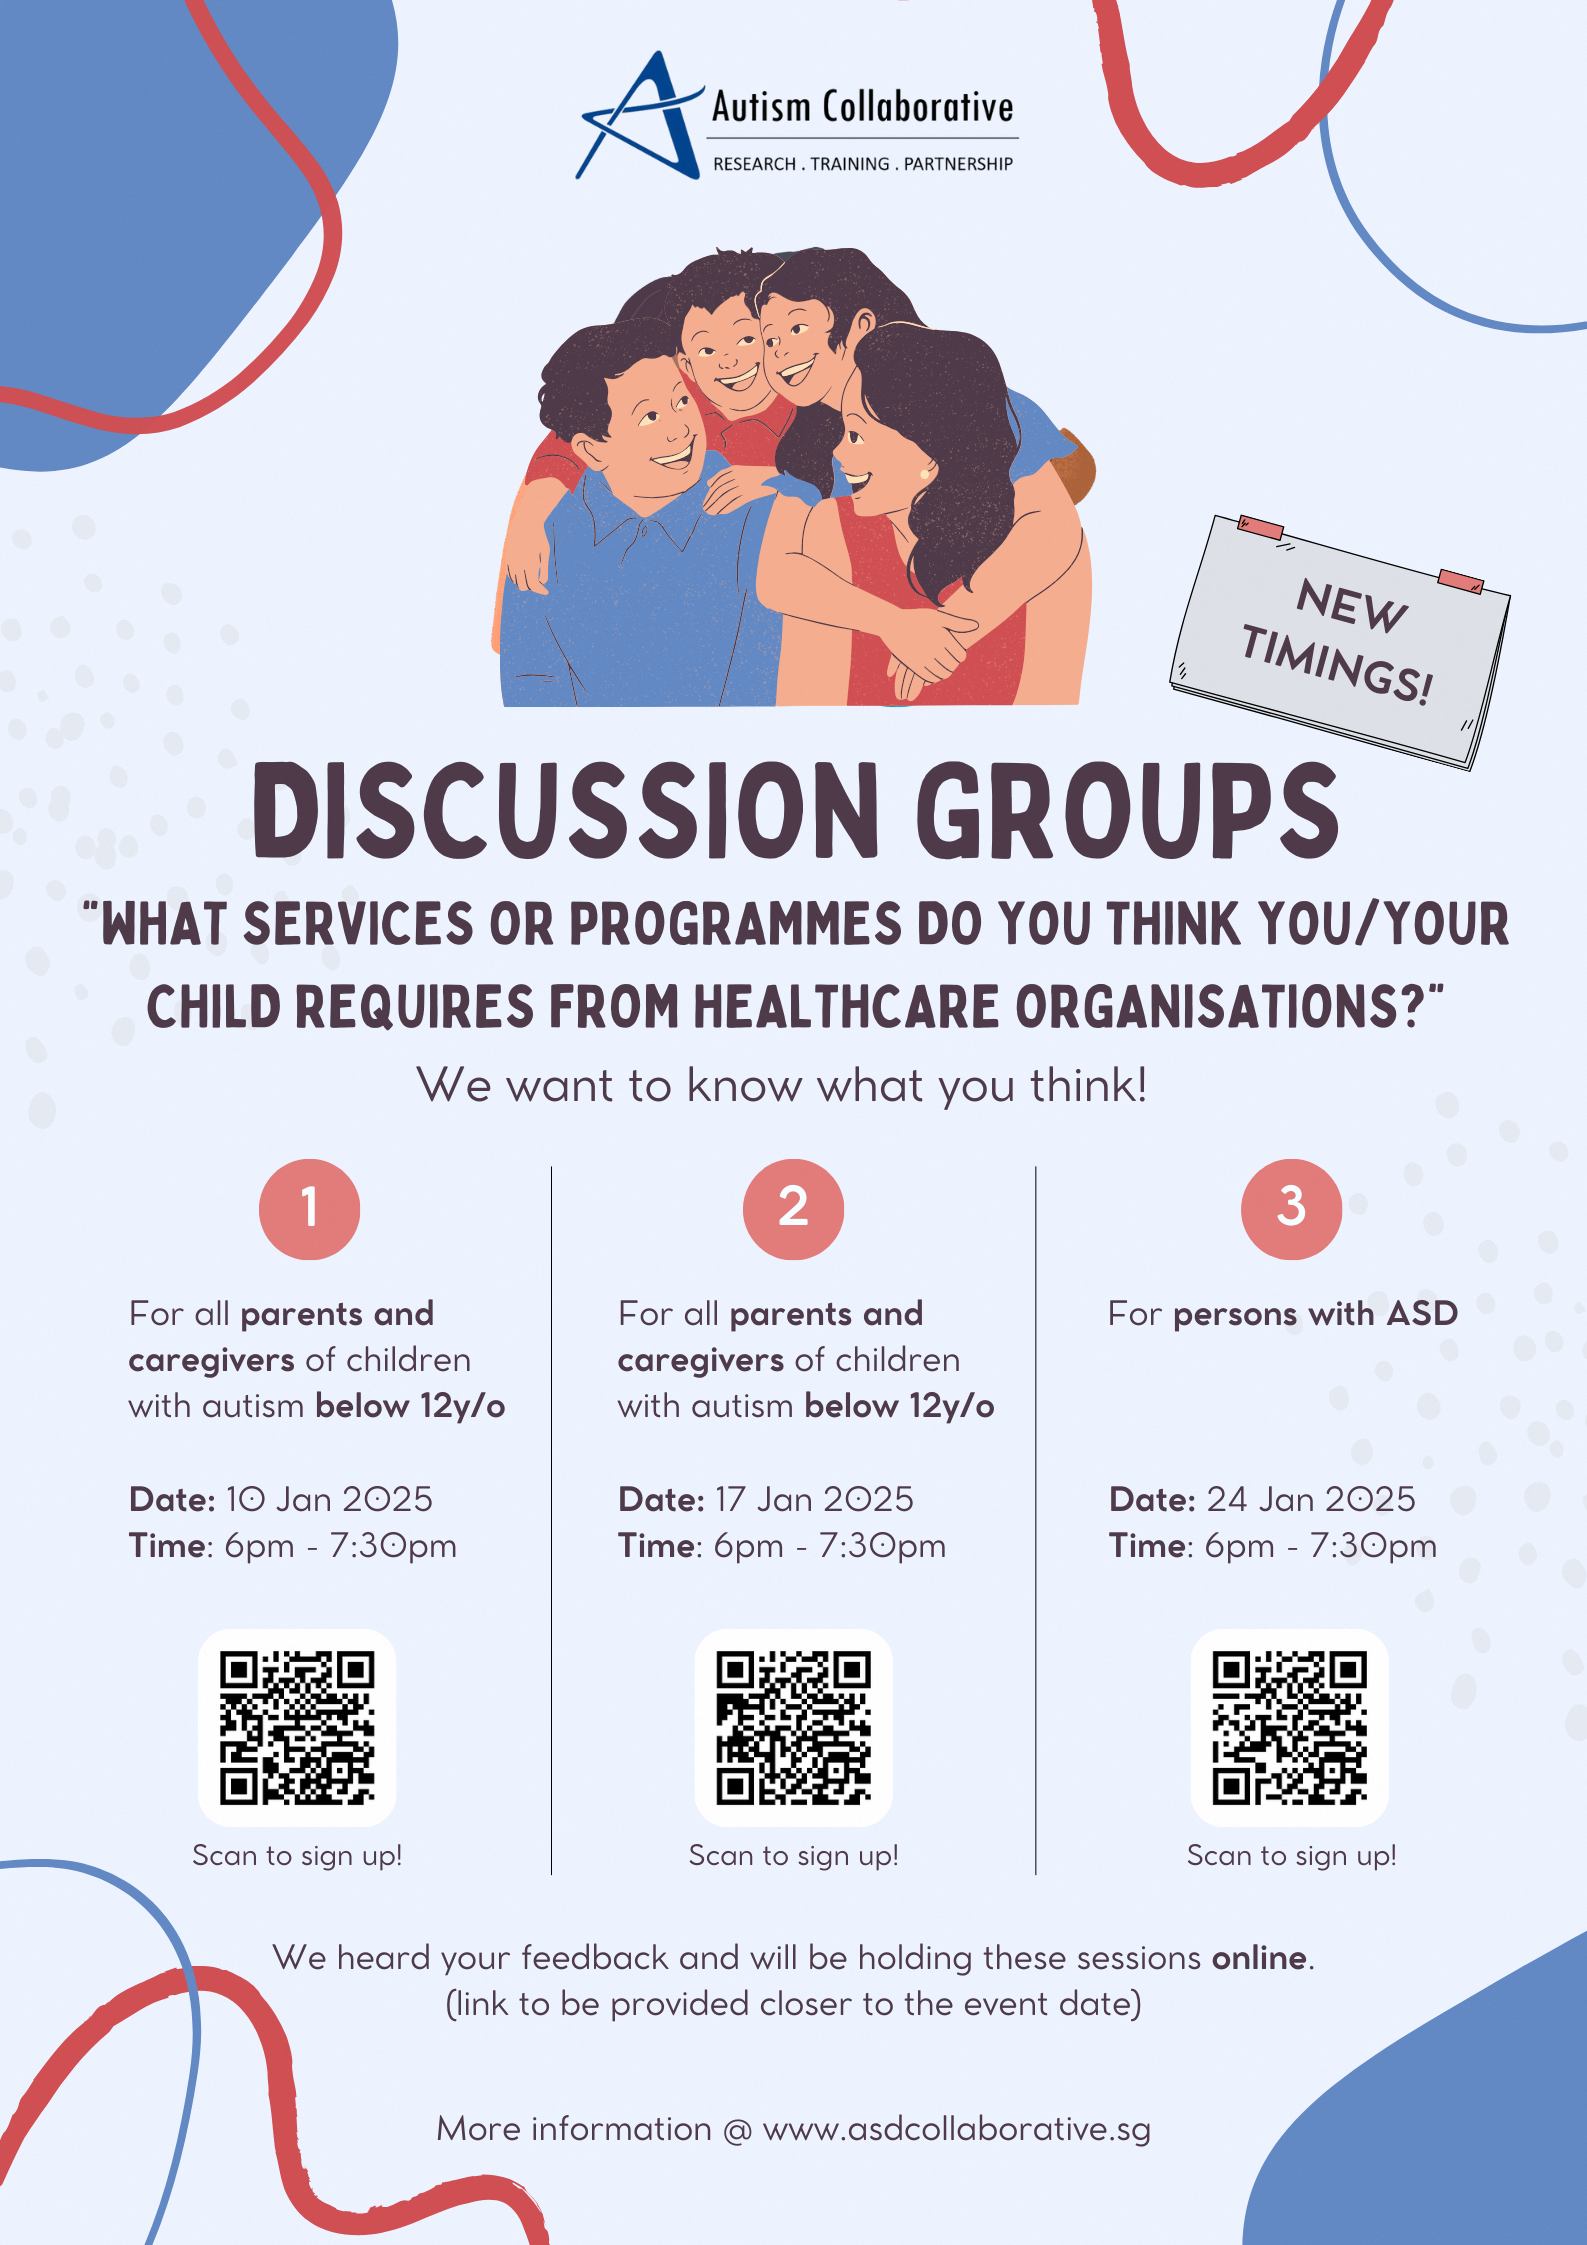 Autism Collaborative
RESEARCH . TRAINING . PARTNERSHIP
NEW
TIMINGS!
DISCUSSION GROUPS
"WHAT SERVICES OR PROGRAMMES DO YOU THINK YOU/YOUR
CHILD REQUIRES FROM HEALTHCARE ORGANISATIONS?"
We want to know what you think!
1
For all parents and
caregivers of children
with autism below 12y/o
Date: 10 Jan 2025
Time: 6pm - 7:30pm
Scan to sign up!
2
For all parents and
caregivers of children
with autism below 12y/o
Date: 17 Jan 2025
Time: 6pm - 7:30pm
Scan to sign up!
3
For persons with ASD
Date: 24 Jan 2025
Time: 6pm - 7:30pm
Scan to sign up!
We heard your feedback and will be holding these sessions online.
(link to be provided closer to the event date)
More information @ www.asdcollaborative.sg